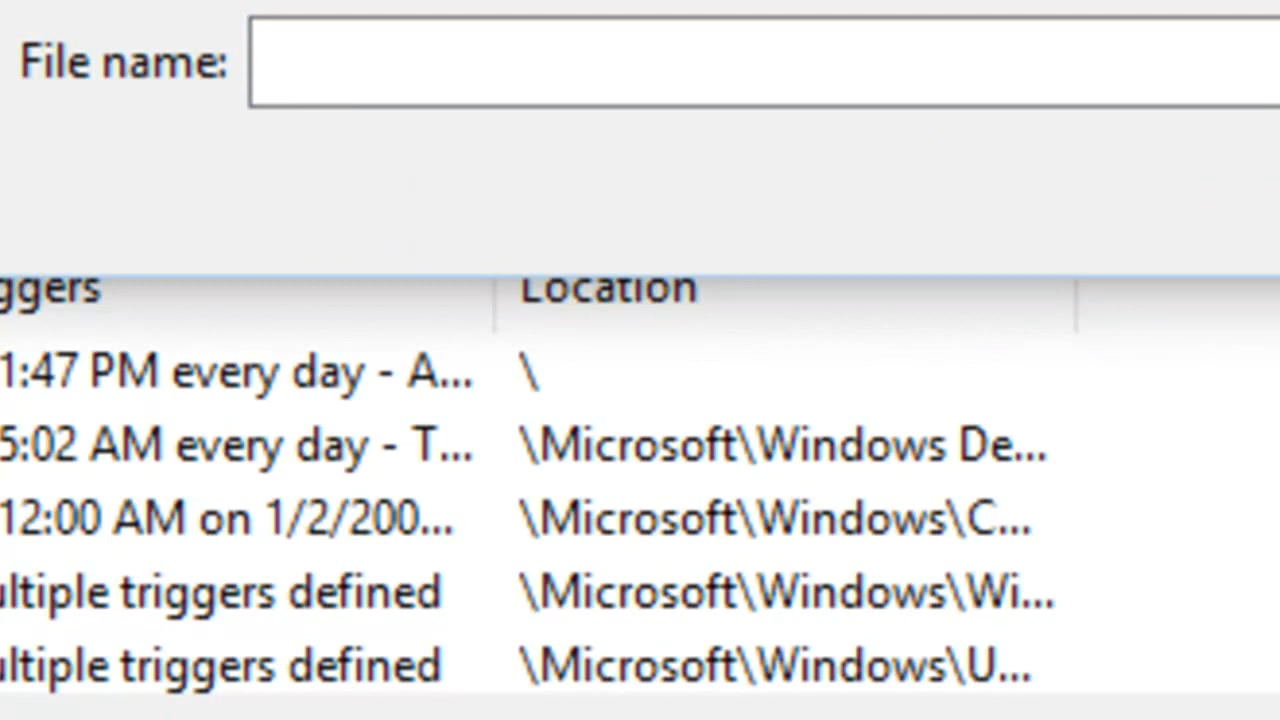 File name:
ggers Location
1:47 PM every day - A... \
5:02 AM every day - T... \Microsoft\Windows De...
12:00 AM on 1/2/200... \Microsoft\Windows\C...
ultiple triggers defined \Microsoft\Windows\Wi...
ultiple triggers defined \Microsoft\Windows\U...